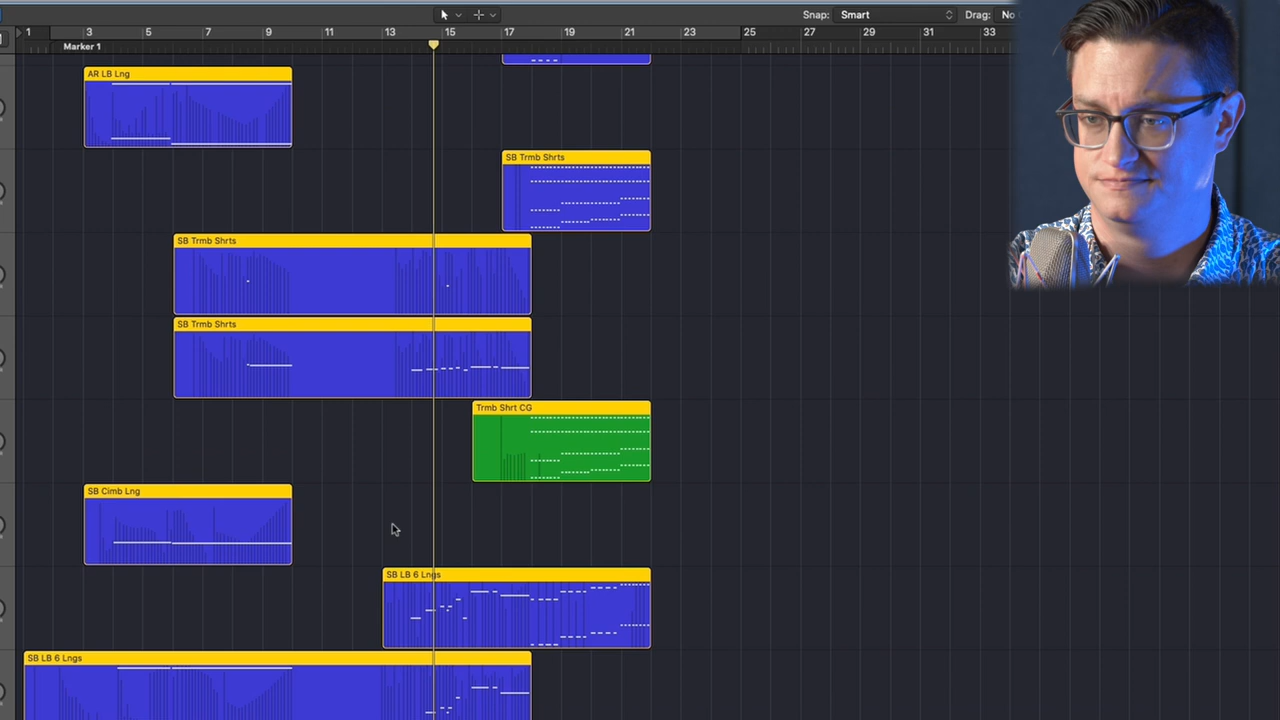 Snap: Smart Drag: No
1 3 5 7 9 11 13 15 17 19 21 23 25 27 29 31 33
Marker 1
AR LB Lng
SB Trmb Shrts
SB Trmb Shrts
SB Trmb Shrts
Trmb Shrt CG
SB Cimb Lng
SB LB 6 Lngs
SB LB 6 Lngs